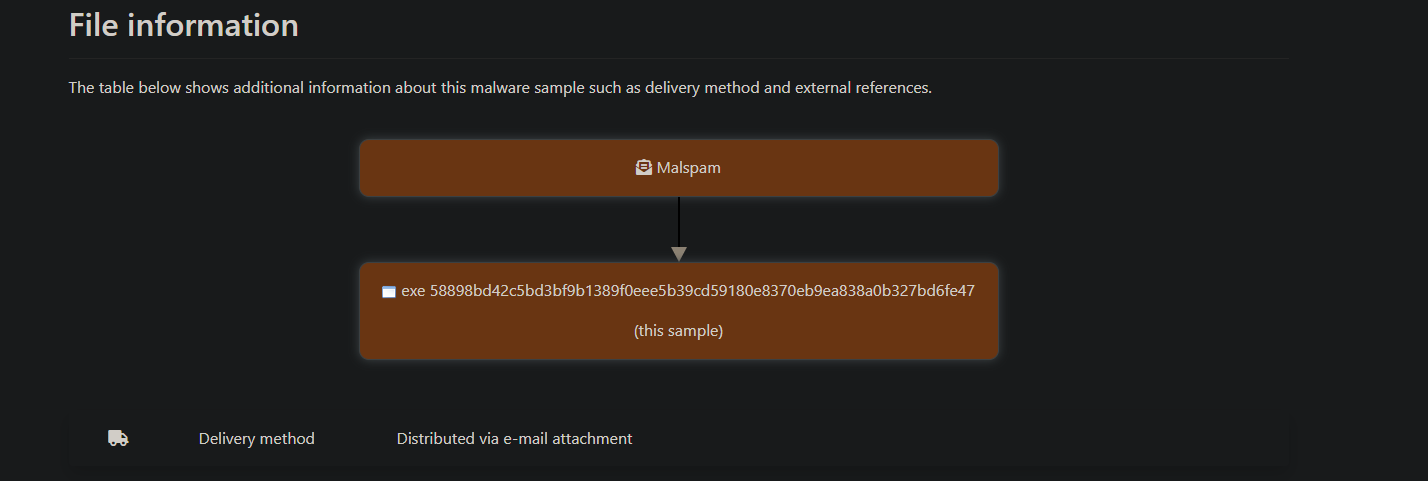 File information
The table below shows additional information about this malware sample such as delivery method and external references.
Malspam
exe 58898bd42c5bd3bf9b1389f0eee5b39cd59180e8370eb9ea838a0b327bd6fe47
(this sample)
Delivery method Distributed via e-mail attachment